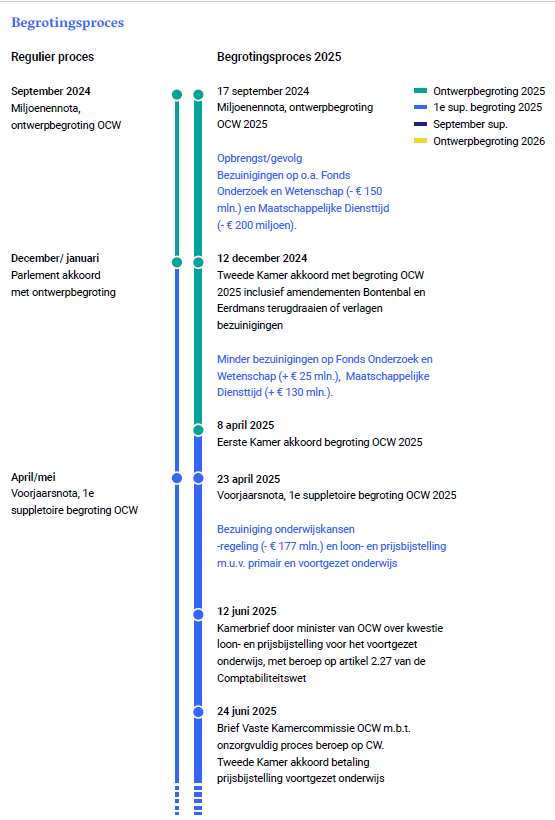 Begrotingsproces
Regulier proces
Begrotingsproces 2025
September 2024
Miljoenennota,
ontwerpbegroting OCW
17 september 2024
Miljoenennota, ontwerpbegroting
OCW 2025
Opbrengst/gevolg
Bezuinigingen op o.a. Fonds
Onderzoek en Wetenschap (- € 150
mln.) en Maatschappelijke Diensttijd
(- € 200 miljoen).
Ontwerpbegroting 2025
1e sup. begroting 2025
September sup.
Ontwerpbegroting 2026
December/ januari
Parlement akkoord
met ontwerpbegroting
12 december 2024
Tweede Kamer akkoord met begroting OCW
2025 inclusief amendementen Bontenbal en
Eerdmans terugdraaien of verlagen
bezuinigingen
Minder bezuinigingen op Fonds Onderzoek en
Wetenschap (+ € 25 mln.), Maatschappelijke
Diensttijd (+ € 130 mln.).
8 april 2025
Eerste Kamer akkoord begroting OCW 2025
April/mei
Voorjaarsnota, 1e
suppletoire begroting OCW
23 april 2025
Voorjaarsnota, 1e suppletoire begroting OCW 2025
Bezuiniging onderwijskansen
-regeling (- € 177 mln.) en loon- en prijsbijstelling
m.u.v. primair en voortgezet onderwijs
12 juni 2025
Kamerbrief door minister van OCW over kwestie
loon- en prijsbijstelling voor het voortgezet
onderwijs, met beroep op artikel 2.27 van de
Comptabiliteitswet
24 juni 2025
Brief Vaste Kamercommissie OCW m.b.t.
onzorgvuldig proces beroep op CW.
Tweede Kamer akkoord betaling
prijsbijstelling voortgezet onderwijs